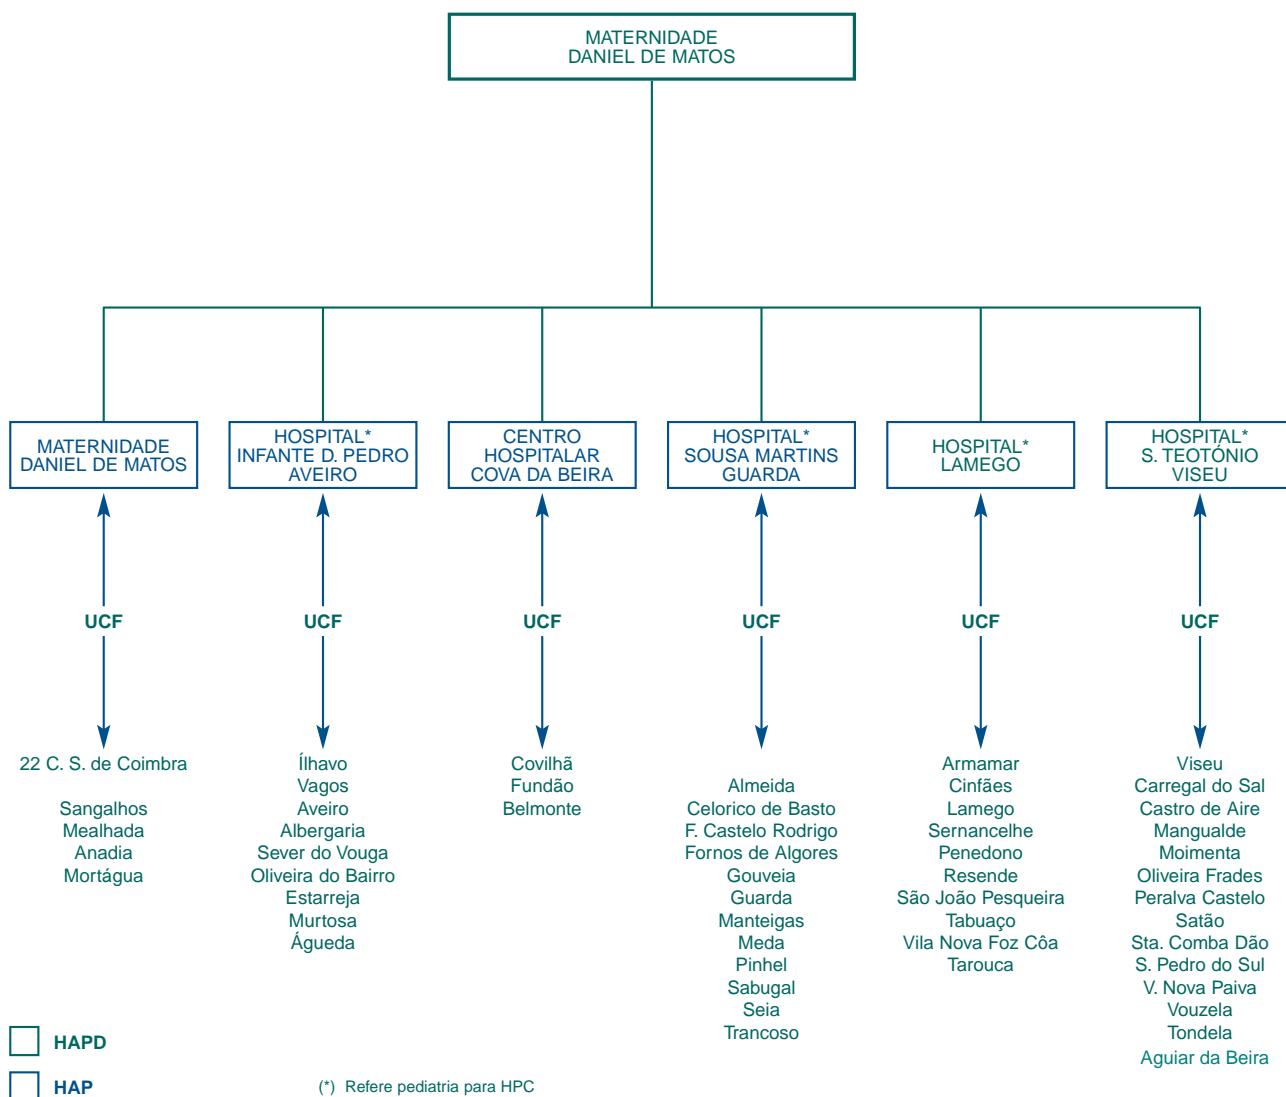 MATERNIDADE
DANIEL DE MATOS
MATERNIDADE
DANIEL DE MATOS
HOSPITAL*
INFANTE D. PEDRO
AVEIRO
CENTRO
HOSPITALAR
COVA DA BEIRA
HOSPITAL*
SOUSA MARTINS
GUARDA
HOSPITAL*
LAMEGO
HOSPITAL*
S. TEOTÓNIO
VISEU
UCF
UCF
UCF
UCF
UCF
UCF
22 C. S. de Coimbra
Sangalhos
Mealhada
Anadia
Mortágua
Ílhavo
Vagos
Aveiro
Albergaria
Sever do Vouga
Oliveira do Bairro
Estarreja
Murtosa
Águeda
Covilhã
Fundão
Belmonte
Almeida
Celorico de Basto
F. Castelo Rodrigo
Fornos de Algores
Gouveia
Guarda
Manteigas
Meda
Pinhel
Sabugal
Seia
Trancoso
Armamar
Cinfães
Lamego
Sernancelhe
Penedono
Resende
São João Pesqueira
Tabuaço
Vila Nova Foz Côa
Tarouca
Viseu
Carregal do Sal
Castro de Aire
Mangualde
Moimenta
Oliveira Frades
Peralva Castelo
Satão
Sta. Comba Dão
S. Pedro do Sul
V. Nova Paiva
Vouzela
Tondela
Aguiar da Beira
HAPD
HAP
(*) Refere pediatria para HPC